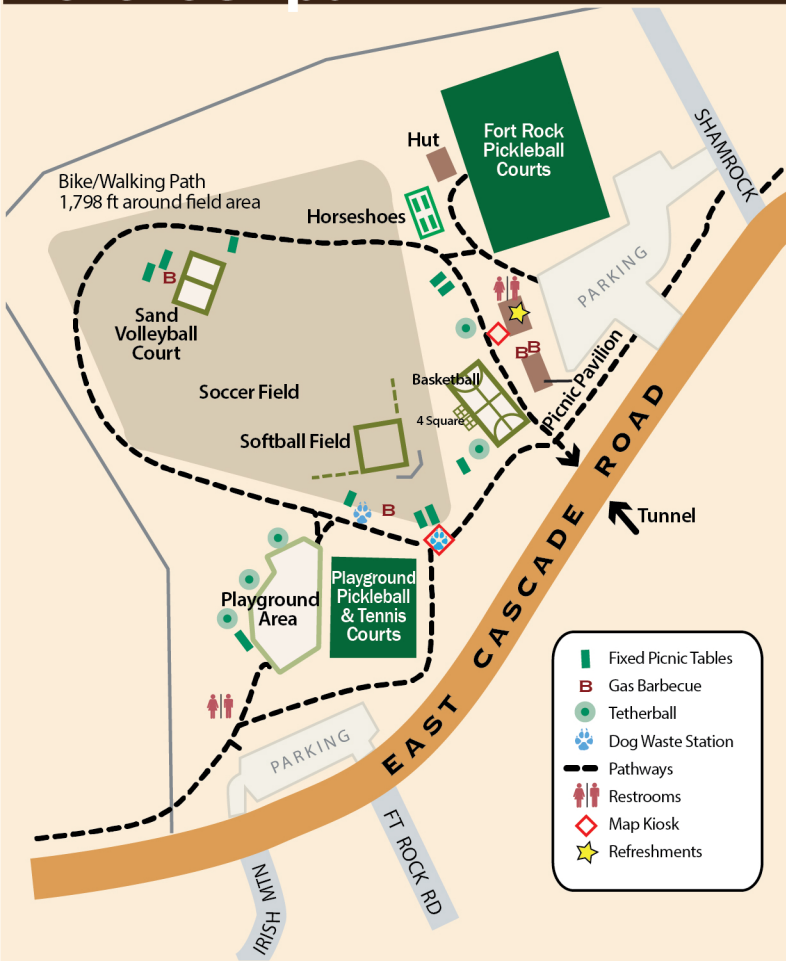 SHAMROCK
Fort Rock
Pickleball
Courts
Hut
Bike/Walking Path
1,798 ft around field area
Horseshoes
PARKING
B
Sand
Volleyball
Court
B
B
Picnic Pavilion
Basketball
Soccer Field
4 Square
Softball Field
B
Tunnel
EAST CASCADE ROAD
Playground
Pickleball
& Tennis
Courts
Playground
Area
PARKING
FT ROCK RD
IRISH MTN
Fixed Picnic Tables
B Gas Barbecue
Tetherball
Dog Waste Station
Pathways
Restrooms
Map Kiosk
Refreshments